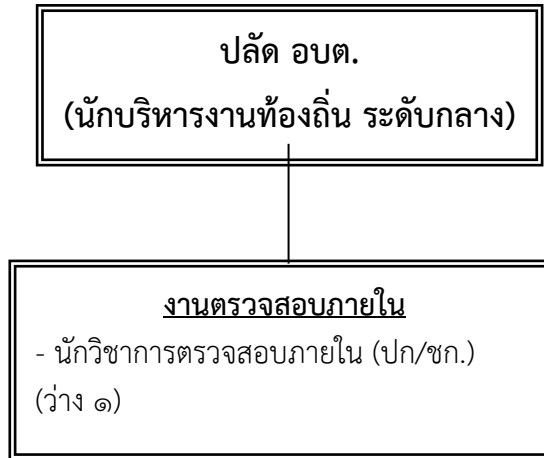 ปลัด อบต.
(นักบริหารงานท้องถิ่น ระดับกลาง)
งานตรวจสอบภายใน
- นักวิชาการตรวจสอบภายใน (ปก/ชก.)
(ว่าง ๑)